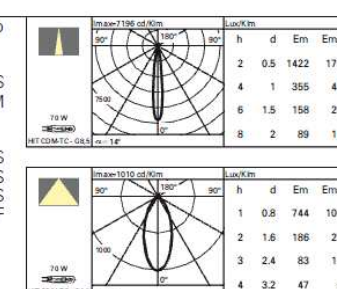 Imax=7196 cd/Klm Lux/Klm
90° 180° 90° h d Em
2 0.5 1422
4 1 355
7500 6 1.5 158
70 W 0° 8 2 89
HIT CDM-TC - G8,5 α= 14°
Imax=1010 cd/Klm Lux/Klm
90° 180° 90° h d Em
1 0.8 744
2 1.6 186
1000
70 W 3 2.4 83
0° 4 3.2 47